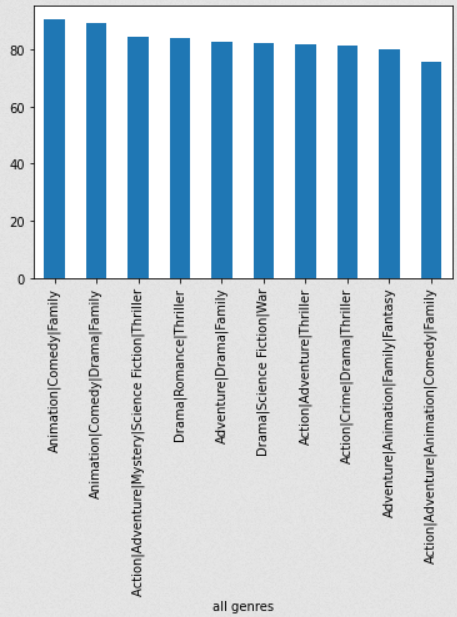 80
60
40
20
0
Animation|Comedy|Family
Animation|Comedy|Drama|Family
Action|Adventure|Mystery|Science Fiction|Thriller
Drama|Romance|Thriller
Adventure|Drama|Family
Drama|Science Fiction|War
Action|Adventure|Thriller
Action|Crime|Drama|Thriller
Adventure|Animation|Family|Fantasy
Action|Adventure|Animation|Comedy|Family
all genres